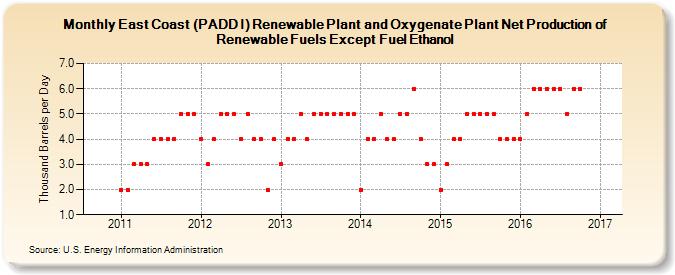 Monthly East Coast (PADD I) Renewable Plant and Oxygenate Plant Net Production of
Renewable Fuels Except Fuel Ethanol
Thousand Barrels per Day
7.0
6.0
5.0
4.0
3.0
2.0
1.0
2011 2012 2013 2014 2015 2016 2017
Source: U.S. Energy Information Administration